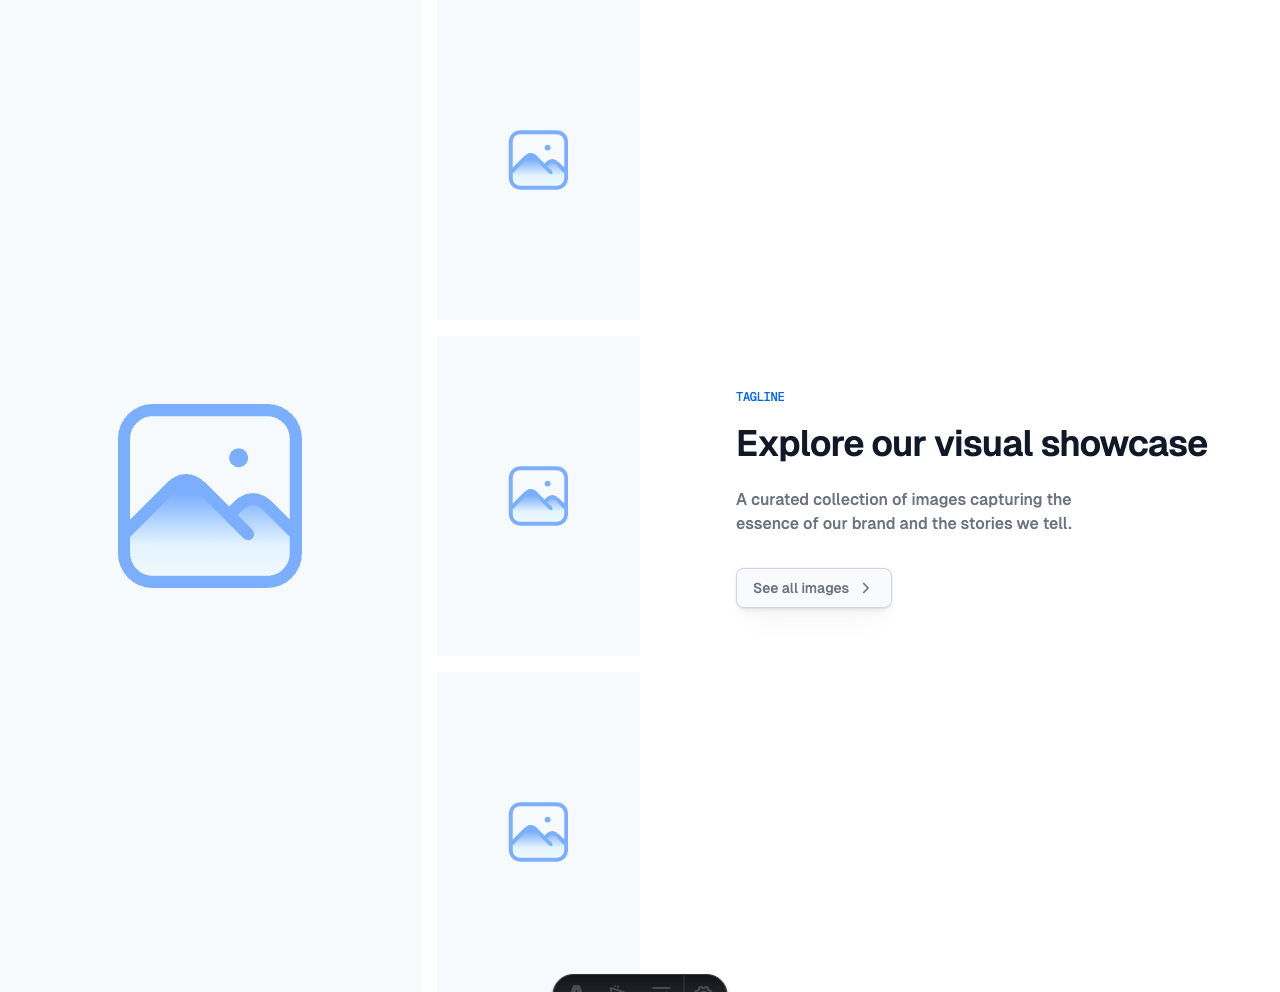 TAGLINE
Explore our visual showcase
A curated collection of images capturing the
essence of our brand and the stories we tell.
See all images